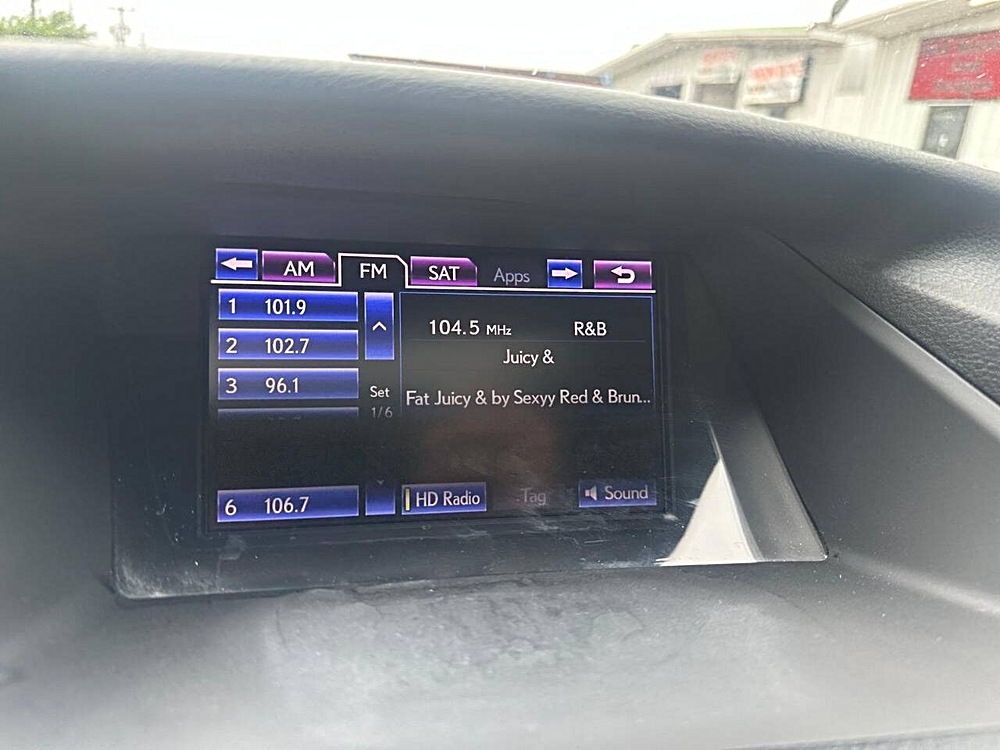 AM FM SAT Apps
1 101.9
2 102.7
3 96.1
6 106.7
Set
1/6
104.5 MHz R&B
Juicy &
Fat Juicy & by Sexyy Red & Brun...
HD Radio Tag Sound